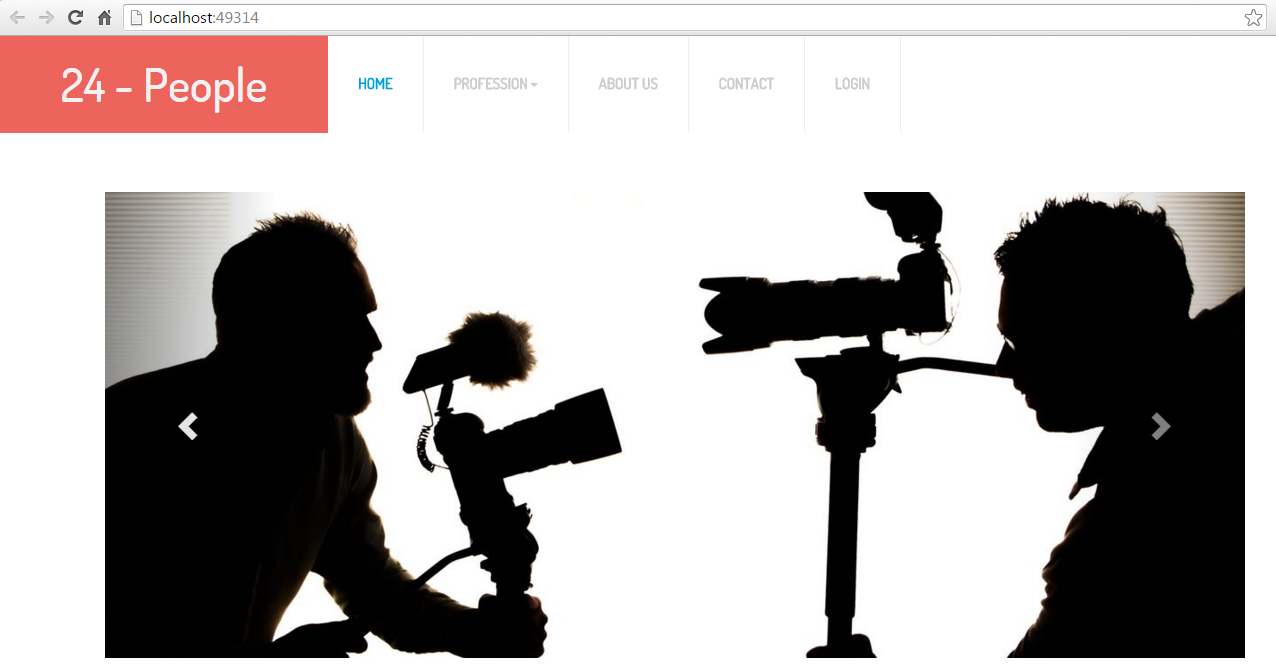 localhost:49314
24 - People
HOME
PROFESSION
ABOUT US
CONTACT
LOGIN